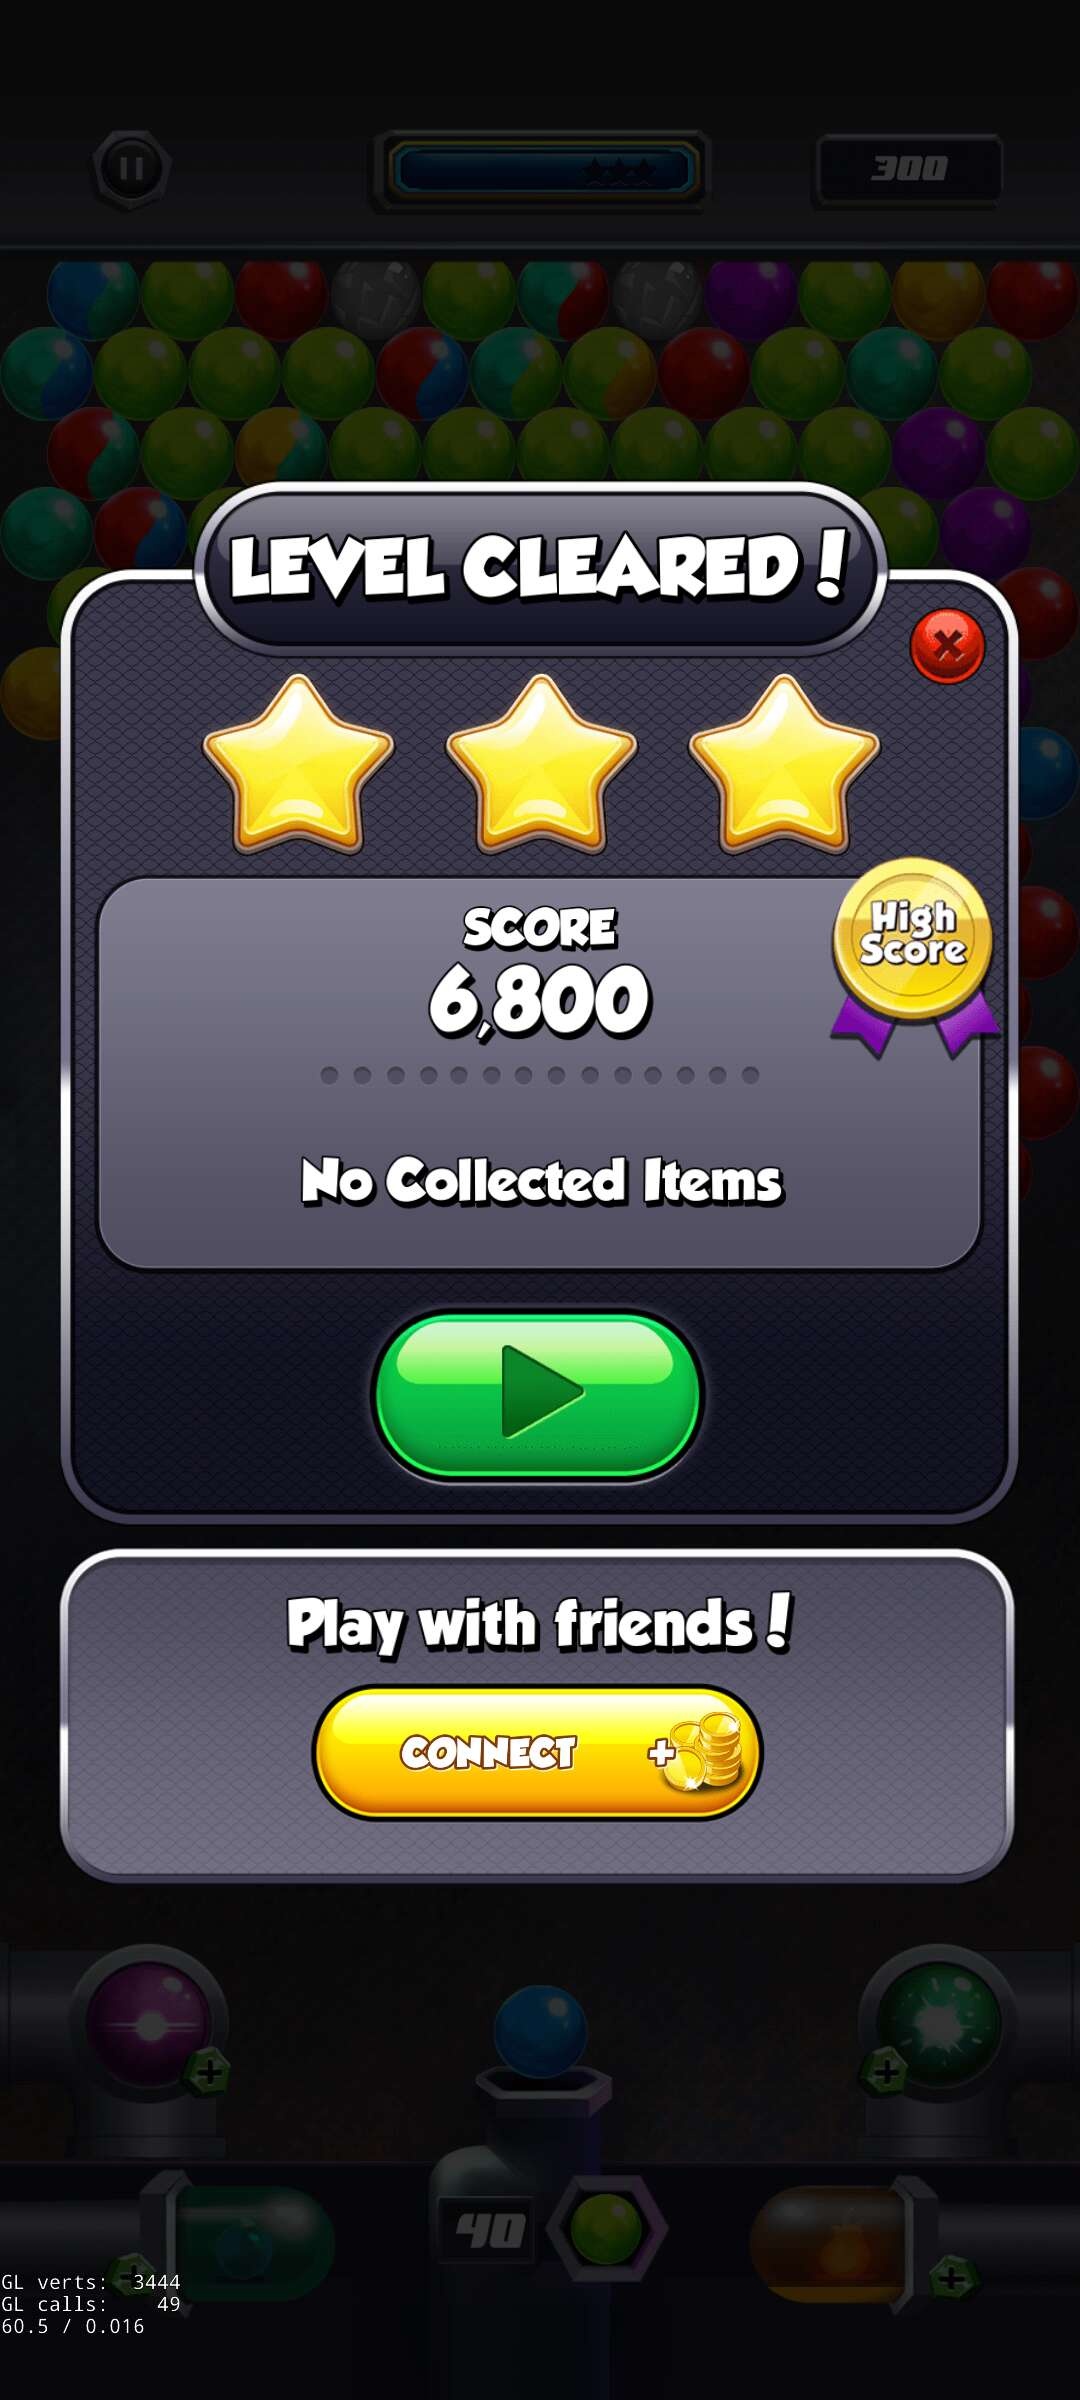 300
LEVEL CLEARED!
High
Score
SCORE
6,800
No Collected Items
Play with friends!
CONNECT +
40
GL verts: 3444
GL calls: 49
60.5 / 0.016